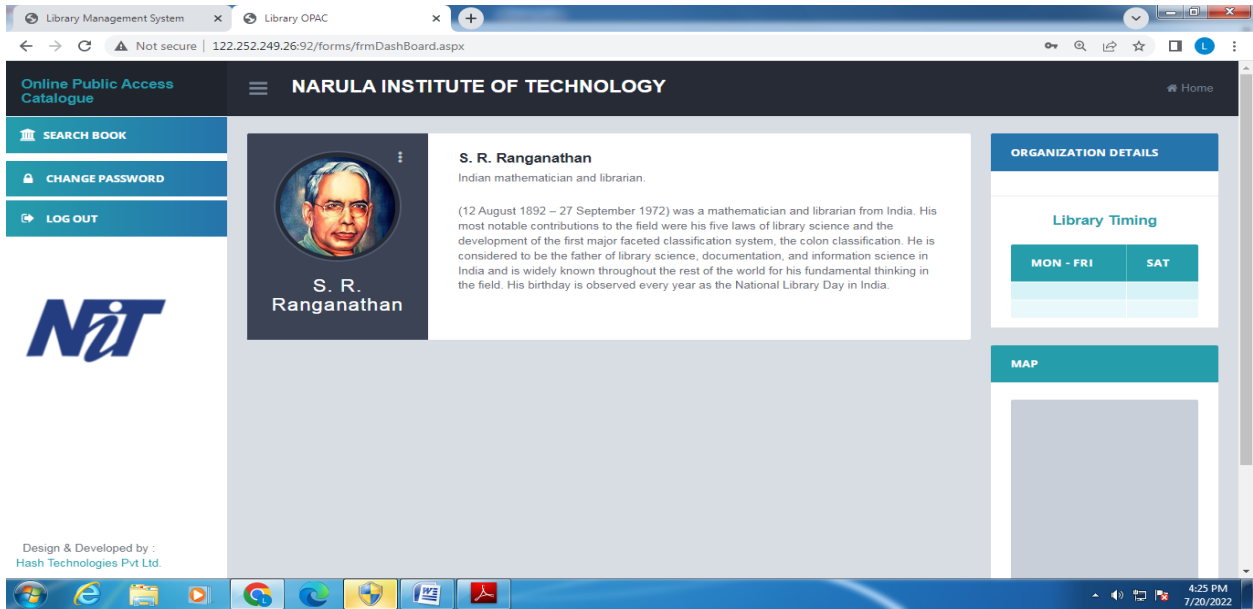 Library Management System
Library OPAC
Not secure | 122.252.249.26:92/forms/frmDashBoard.aspx
L
Online Public Access
Catalogue
NARULA INSTITUTE OF TECHNOLOGY
Home
SEARCH BOOK
CHANGE PASSWORD
LOG OUT
NiT
S. R.
Ranganathan
S. R. Ranganathan
Indian mathematician and librarian.
(12 August 1892 – 27 September 1972) was a mathematician and librarian from India. His
most notable contributions to the field were his five laws of library science and the
development of the first major faceted classification system, the colon classification. He is
considered to be the father of library science, documentation, and information science in
India and is widely known throughout the rest of the world for his fundamental thinking in
the field. His birthday is observed every year as the National Library Day in India.
ORGANIZATION DETAILS
Library Timing
MON - FRI SAT
MAP
Design & Developed by :
Hash Technologies Pvt Ltd.
4:25 PM
7/20/2022